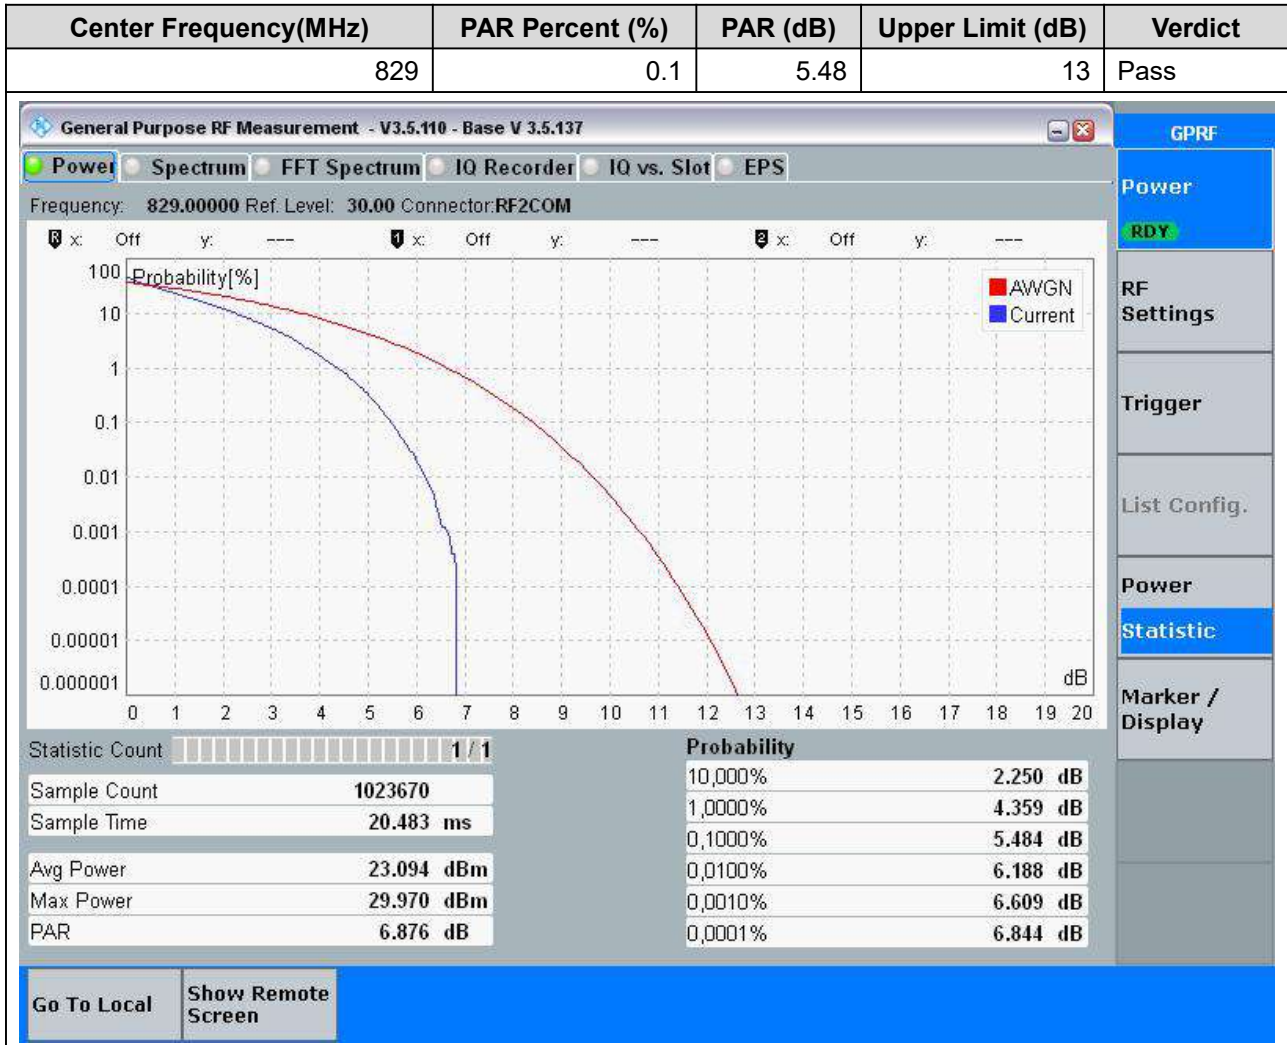 Center Frequency(MHz) PAR Percent (%) PAR (dB) Upper Limit (dB) Verdict
829 0.1 5.48 13 Pass
General Purpose RF Measurement - V3.5.110 - Base V 3.5.137
GPRF
Power Spectrum FFT Spectrum IQ Recorder IQ vs. Slot EPS
Power
RDY
Frequency: 829.00000 Ref. Level: 30.00 Connector:RF2COM
R x: Off y: --- 1 x: Off y: --- 2 x: Off y: ---
Probability[%]
100
10
1
0.1
0.01
0.001
0.0001
0.00001
0.000001
AWGN
Current
dB
0 1 2 3 4 5 6 7 8 9 10 11 12 13 14 15 16 17 18 19 20
RF
Settings
Trigger
List Config.
Power
Statistic
Marker /
Display
Statistic Count 1 / 1
Sample Count 1023670
Sample Time 20.483 ms
Avg Power 23.094 dBm
Max Power 29.970 dBm
PAR 6.876 dB
Probability
10,000% 2.250 dB
1,0000% 4.359 dB
0,1000% 5.484 dB
0,0100% 6.188 dB
0,0010% 6.609 dB
0,0001% 6.844 dB
Go To Local
Show Remote
Screen